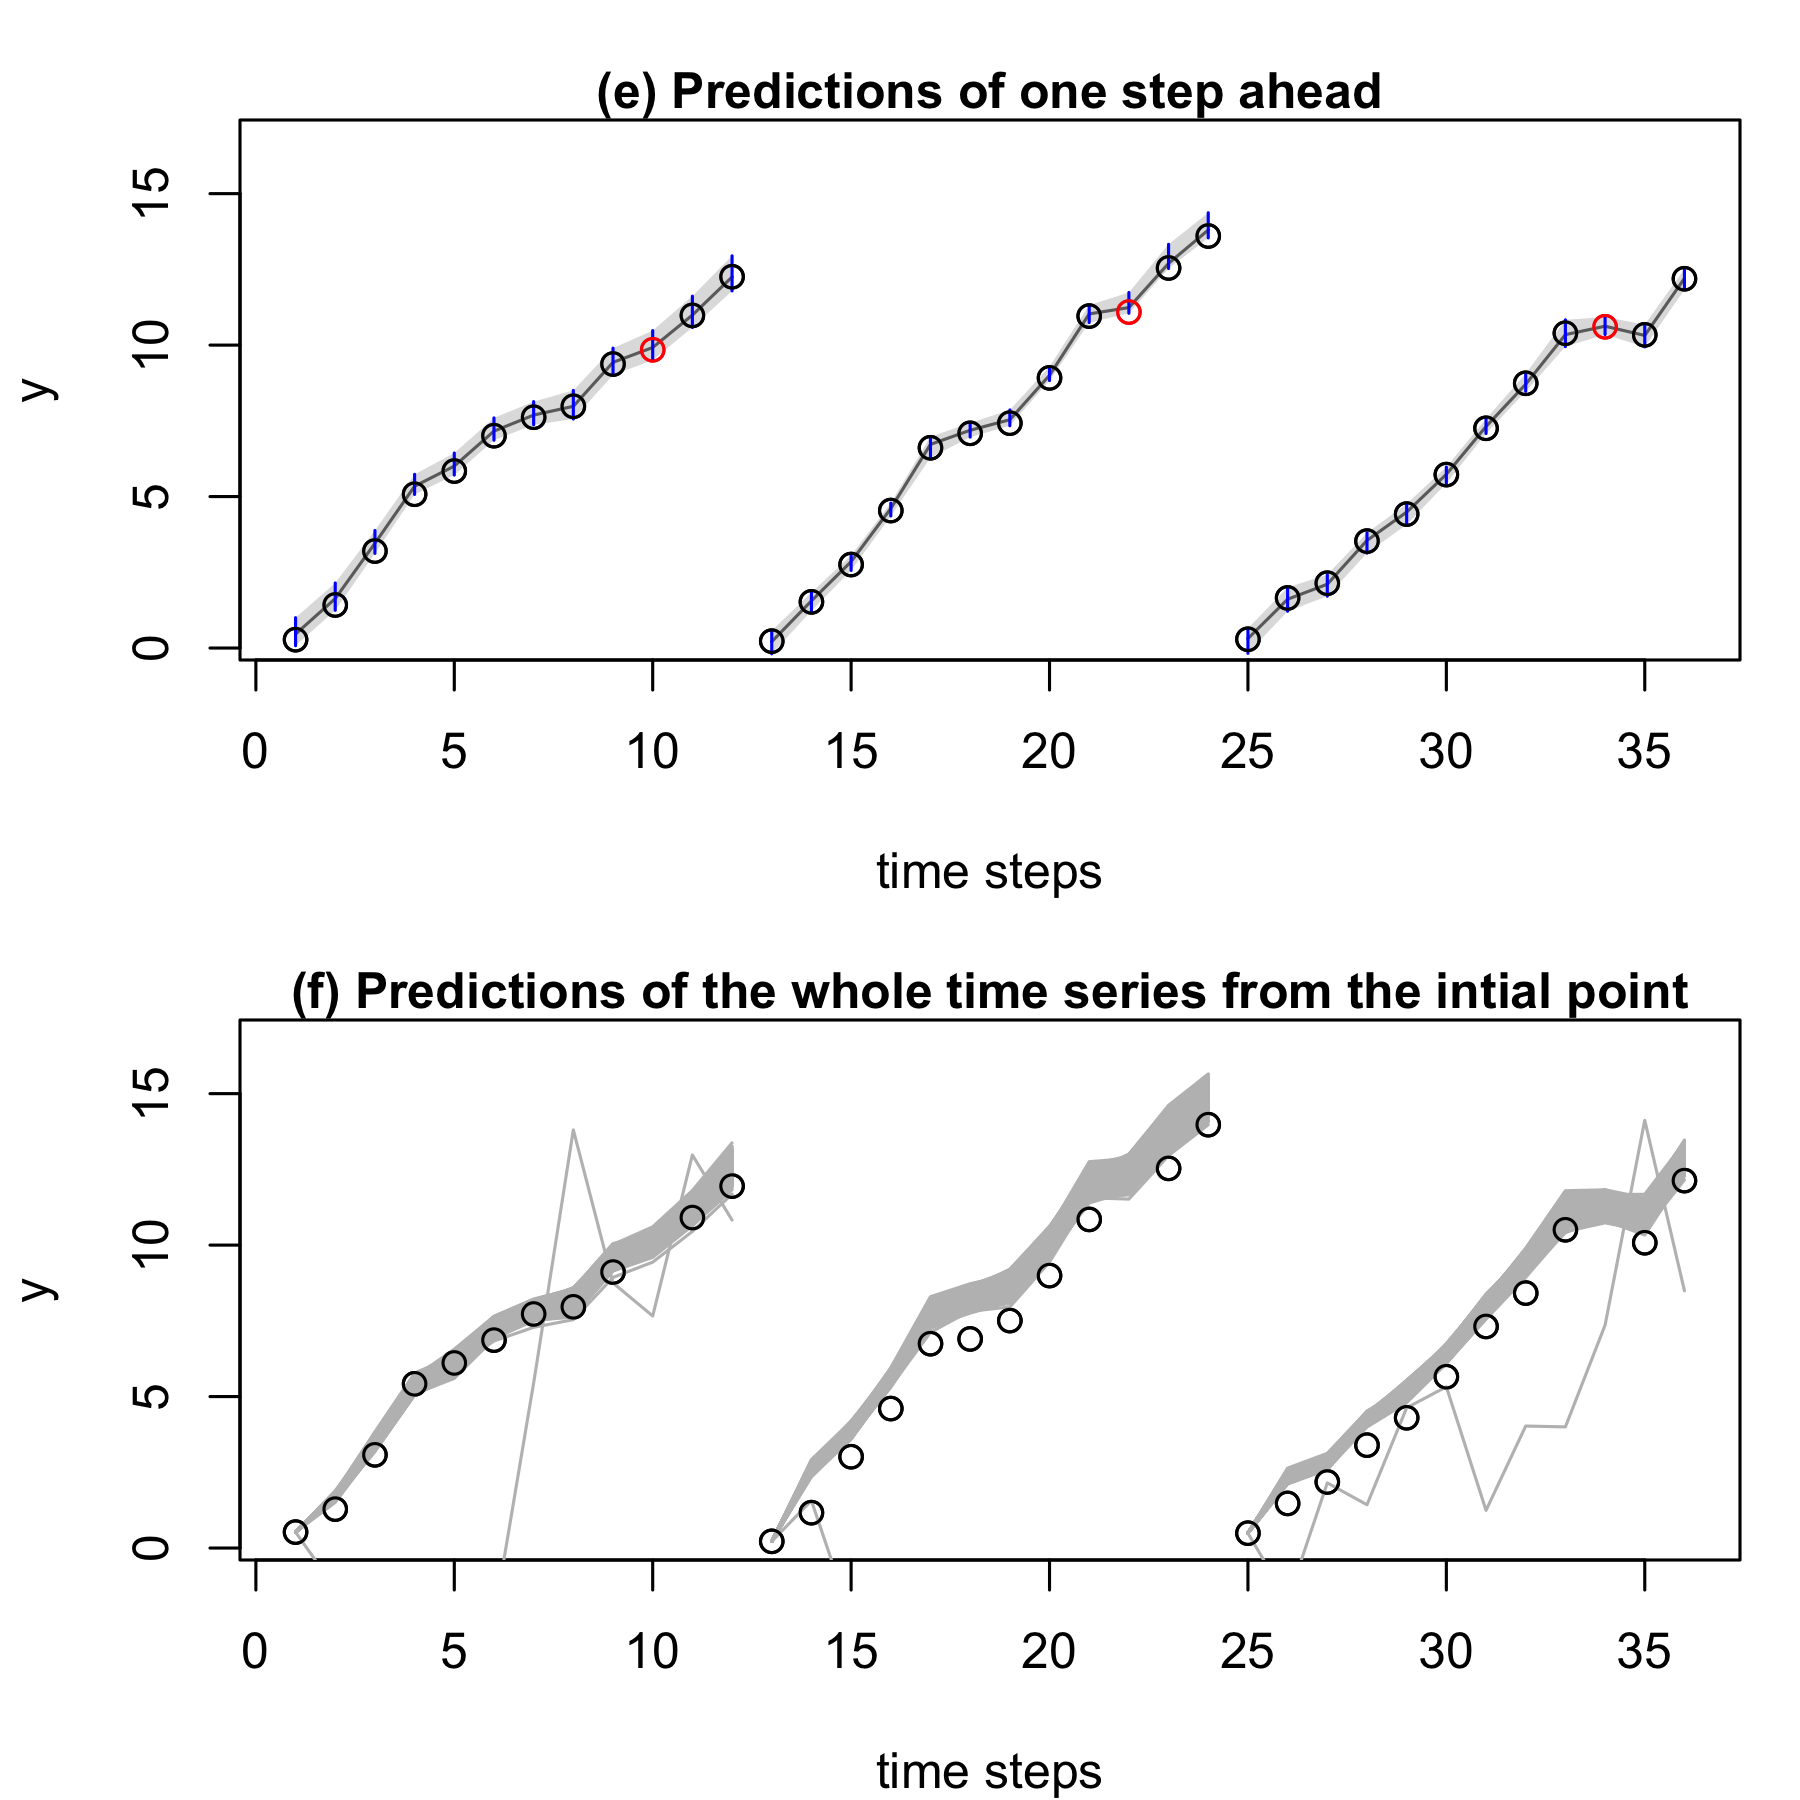 (e) Predictions of one step ahead
15
10
5
0
y
0 5 10 15 20 25 30 35
time steps
(f) Predictions of the whole time series from the intial point
15
10
5
0
y
0 5 10 15 20 25 30 35
time steps